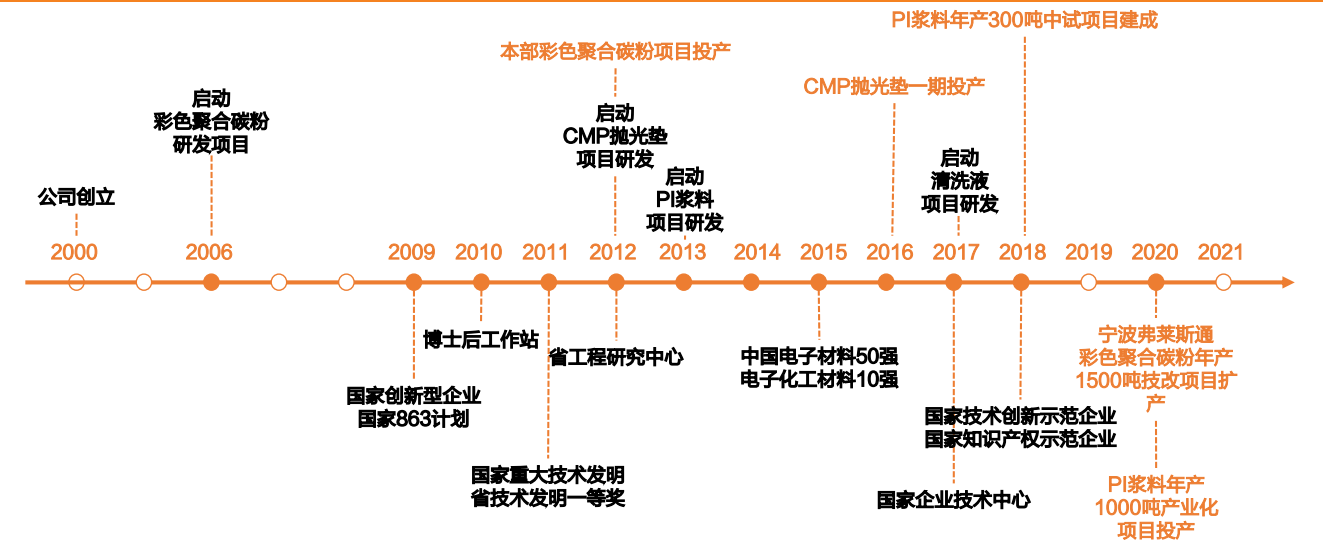 PI浆料年产300吨中试项目建成
本部彩色聚合碳粉项目投产
CMP抛光垫一期投产
启动
彩色聚合碳粉
研发项目
启动
CMP抛光垫
项目研发
启动
PI浆料
项目研发
启动
清洗液
项目研发
公司创立
2000 2006 2009 2010 2011 2012 2013 2014 2015 2016 2017 2018 2019 2020 2021
博士后工作站
省工程研究中心
中国电子材料50强
电子化工材料10强
宁波弗莱斯通
彩色聚合碳粉年产
1500吨技改项目扩
产
国家创新型企业
国家863计划
国家技术创新示范企业
国家知识产权示范企业
国家重大技术发明
省技术发明一等奖
国家企业技术中心
PI浆料年产
1000吨产业化
项目投产